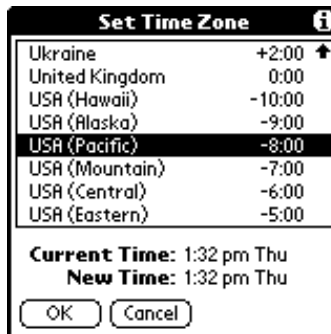 Set Time Zone i
Ukraine +2:00
United Kingdom 0:00
USA (Hawaii) -10:00
USA (Alaska) -9:00
USA (Pacific) -8:00
USA (Mountain) -7:00
USA (Central) -6:00
USA (Eastern) -5:00
Current Time: 1:32 pm Thu
New Time: 1:32 pm Thu
OK Cancel